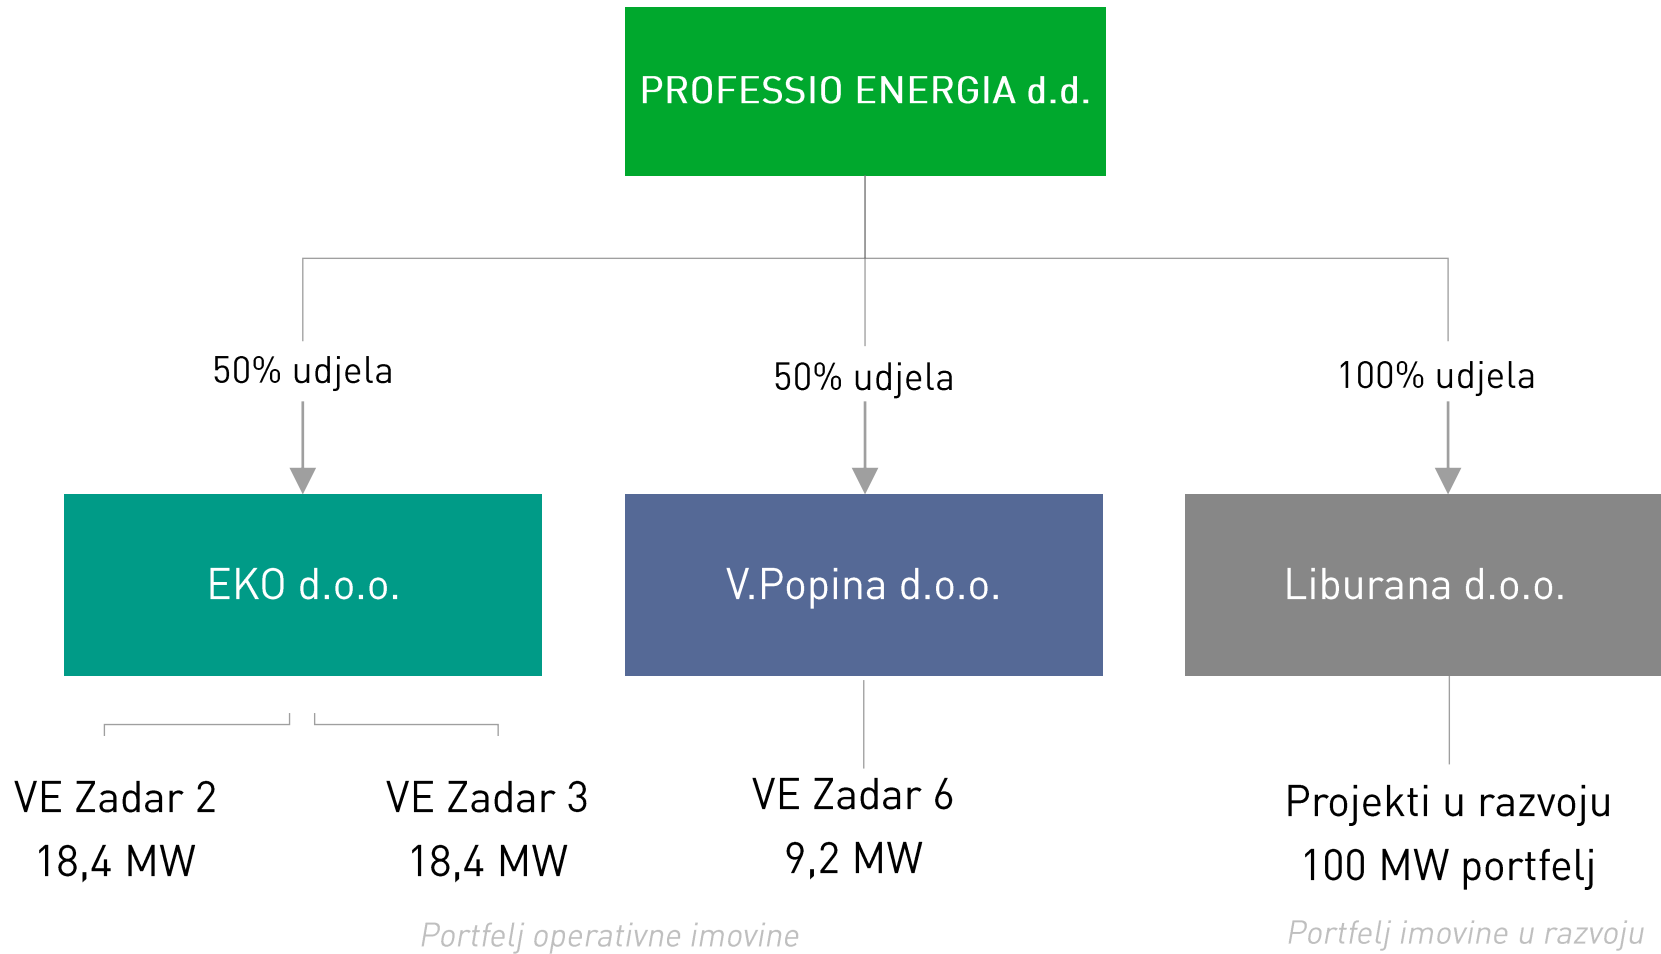 PROFESSIO ENERGIA d.d.
50% udjela
50% udjela
100% udjela
EKO d.o.o.
V.Popina d.o.o.
Liburana d.o.o.
VE Zadar 2
18,4 MW
VE Zadar 3
18,4 MW
VE Zadar 6
9,2 MW
Projekti u razvoju
100 MW portfelj
Portfelj operativne imovine
Portfelj imovine u razvoju